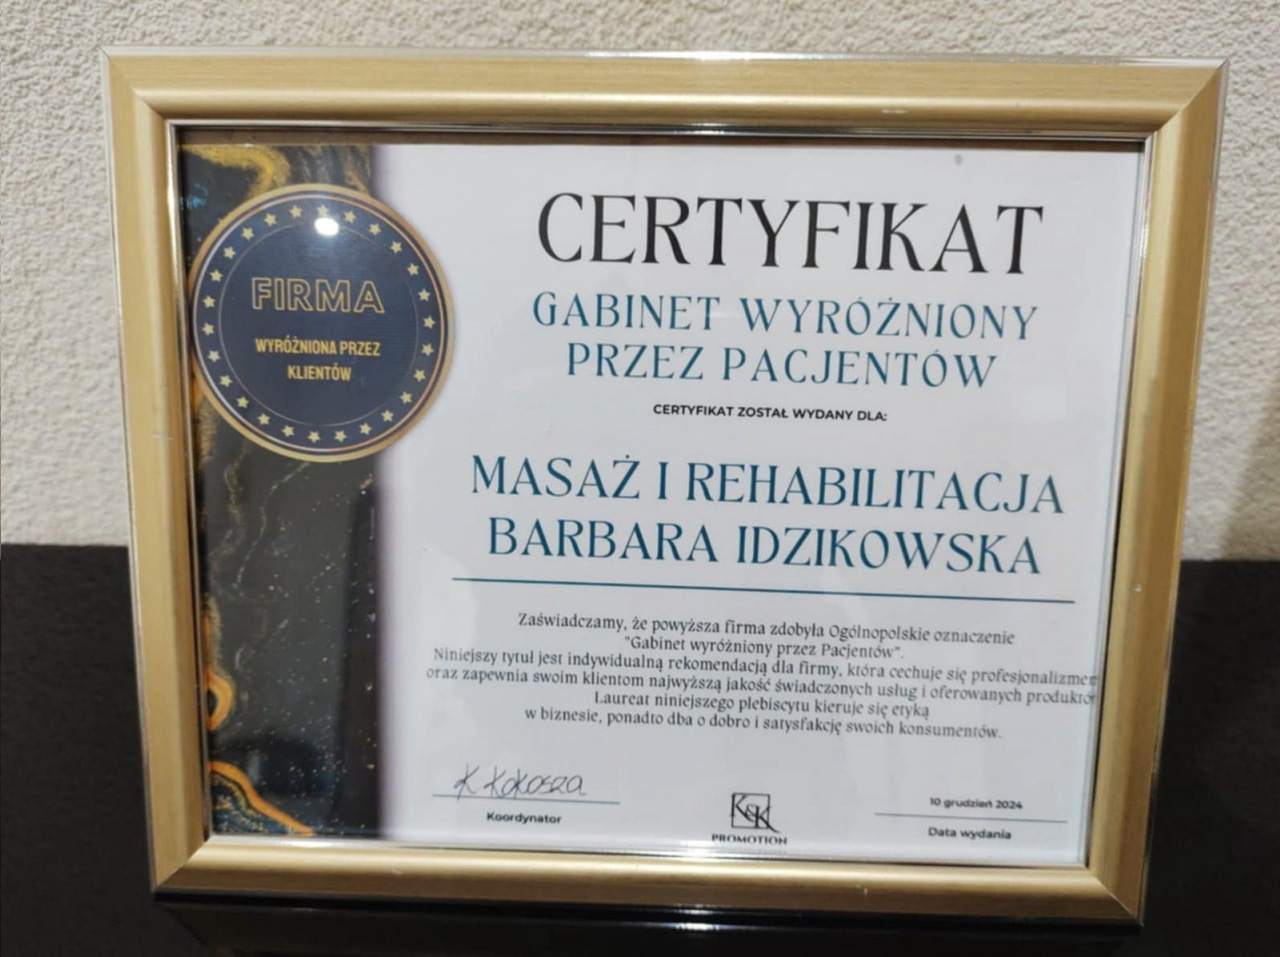 FIRMA
WYRÓŻNIONA PRZEZ
KLIENTÓW
CERTYFIKAT
GABINET WYRÓŻNIONY
PRZEZ PACJENTÓW
CERTYFIKAT ZOSTAŁ WYDANY DLA:
MASAŻ I REHABILITACJA
BARBARA IDZIKOWSKA
Zaświadczamy, że powyższa firma zdobyła Ogólnopolskie oznaczenie
"Gabinet wyróżniony przez Pacjentów".
Niniejszy tytuł jest indywidualną rekomendacją dla firmy, która cechuje się profesjonalizmem
oraz zapewnia swoim klientom najwyższą jakość świadczonych usług i oferowanych produktów
Laureat niniejszego plebiscytu kieruje się etyką
w biznesie, ponadto dba o dobro i satysfakcję swoich konsumentów.
K Kokosza
Koordynator
K&K
PROMOTION
10 grudzień 2024
Data wydania